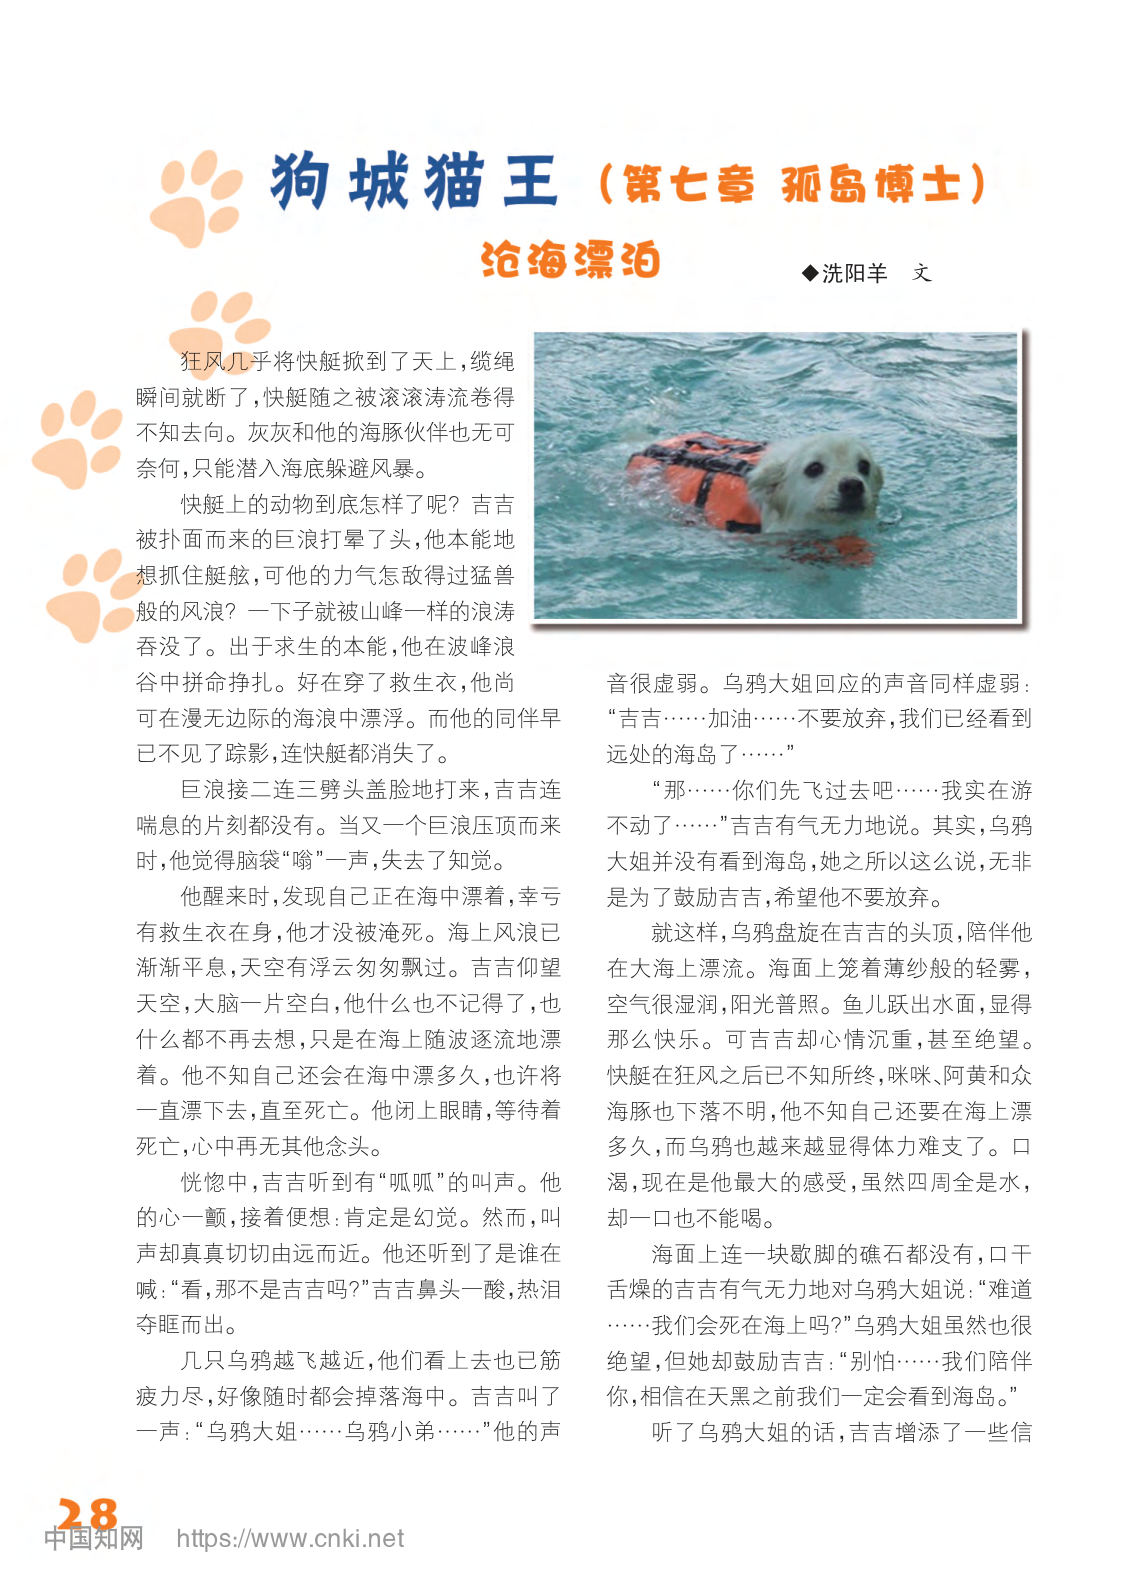 狗城猫王（第七章 孤岛博士）
沧海漂泊
◆洗阳羊　文
狂风几乎将快艇掀到了天上,缆绳
瞬间就断了,快艇随之被滚滚涛流卷得
不知去向。灰灰和他的海豚伙伴也无可
奈何,只能潜入海底躲避风暴。
快艇上的动物到底怎样了呢？吉吉
被扑面而来的巨浪打晕了头,他本能地
想抓住艇舷,可他的力气怎敌得过猛兽
般的风浪？一下子就被山峰一样的浪涛
吞没了。出于求生的本能,他在波峰浪
谷中拼命挣扎。好在穿了救生衣,他尚
可在漫无边际的海浪中漂浮。而他的同伴早
已不见了踪影,连快艇都消失了。
巨浪接二连三劈头盖脸地打来,吉吉连
喘息的片刻都没有。当又一个巨浪压顶而来
时,他觉得脑袋“嗡”一声,失去了知觉。
他醒来时,发现自己正在海中漂着,幸亏
有救生衣在身,他才没被淹死。海上风浪已
渐渐平息,天空有浮云匆匆飘过。吉吉仰望
天空,大脑一片空白,他什么也不记得了,也
什么都不再去想,只是在海上随波逐流地漂
着。他不知自己还会在海中漂多久,也许将
一直漂下去,直至死亡。他闭上眼睛,等待着
死亡,心中再无其他念头。
恍惚中,吉吉听到有“呱呱”的叫声。他
的心一颤,接着便想:肯定是幻觉。然而,叫
声却真真切切由远而近。他还听到了是谁在
喊:“看,那不是吉吉吗?”吉吉鼻头一酸,热泪
夺眶而出。
几只乌鸦越飞越近,他们看上去也已筋
疲力尽,好像随时都会掉落海中。吉吉叫了
一声:“乌鸦大姐……乌鸦小弟……”他的声
音很虚弱。乌鸦大姐回应的声音同样虚弱:
“吉吉……加油……不要放弃,我们已经看到
远处的海岛了……”
“那……你们先飞过去吧……我实在游
不动了……”吉吉有气无力地说。其实,乌鸦
大姐并没有看到海岛,她之所以这么说,无非
是为了鼓励吉吉,希望他不要放弃。
就这样,乌鸦盘旋在吉吉的头顶,陪伴他
在大海上漂流。海面上笼着薄纱般的轻雾,
空气很湿润,阳光普照。鱼儿跃出水面,显得
那么快乐。可吉吉却心情沉重,甚至绝望。
快艇在狂风之后已不知所终,咪咪、阿黄和众
海豚也下落不明,他不知自己还要在海上漂
多久,而乌鸦也越来越显得体力难支了。口
渴,现在是他最大的感受,虽然四周全是水,
却一口也不能喝。
海面上连一块歇脚的礁石都没有,口干
舌燥的吉吉有气无力地对乌鸦大姐说:“难道
……我们会死在海上吗?”乌鸦大姐虽然也很
绝望,但她却鼓励吉吉:“别怕……我们陪伴
你,相信在天黑之前我们一定会看到海岛。”
听了乌鸦大姐的话,吉吉增添了一些信
28
中国知网 https://www.cnki.net